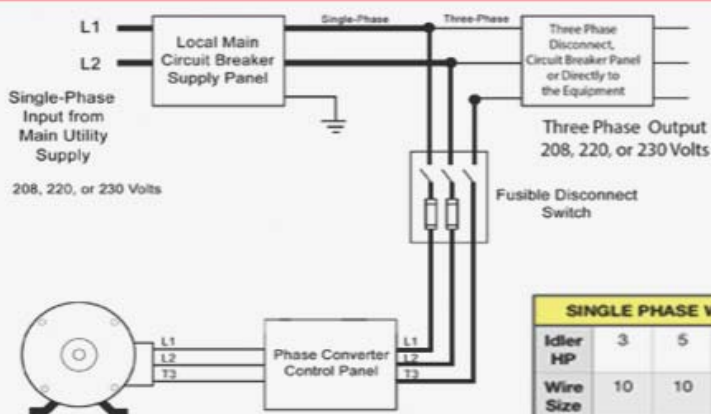 L1
L2
Single-Phase
Input from
Main Utility
Supply
208, 220, or 230 Volts
Local Main
Circuit Breaker
Supply Panel
Single-Phase
Three-Phase
Three Phase
Disconnect,
Circuit Breaker Panel
or Directly to
the Equipment
Three Phase Output
208, 220, or 230 Volts
Fusible Disconnect
Switch
L1
L2
T3
Phase Converter
Control Panel
L1
L2
T3
SINGLE PHASE
Idler HP 3 5
Wire Size 10 10